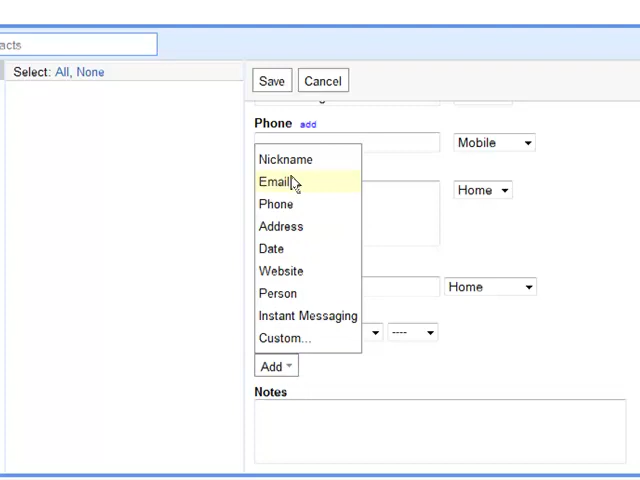 acts
Select: All, None
Save Cancel
Phone add
Mobile
Nickname
Email
Home
Phone
Address
Date
Website
Home
Person
Instant Messaging
----
Custom...
Add
Notes